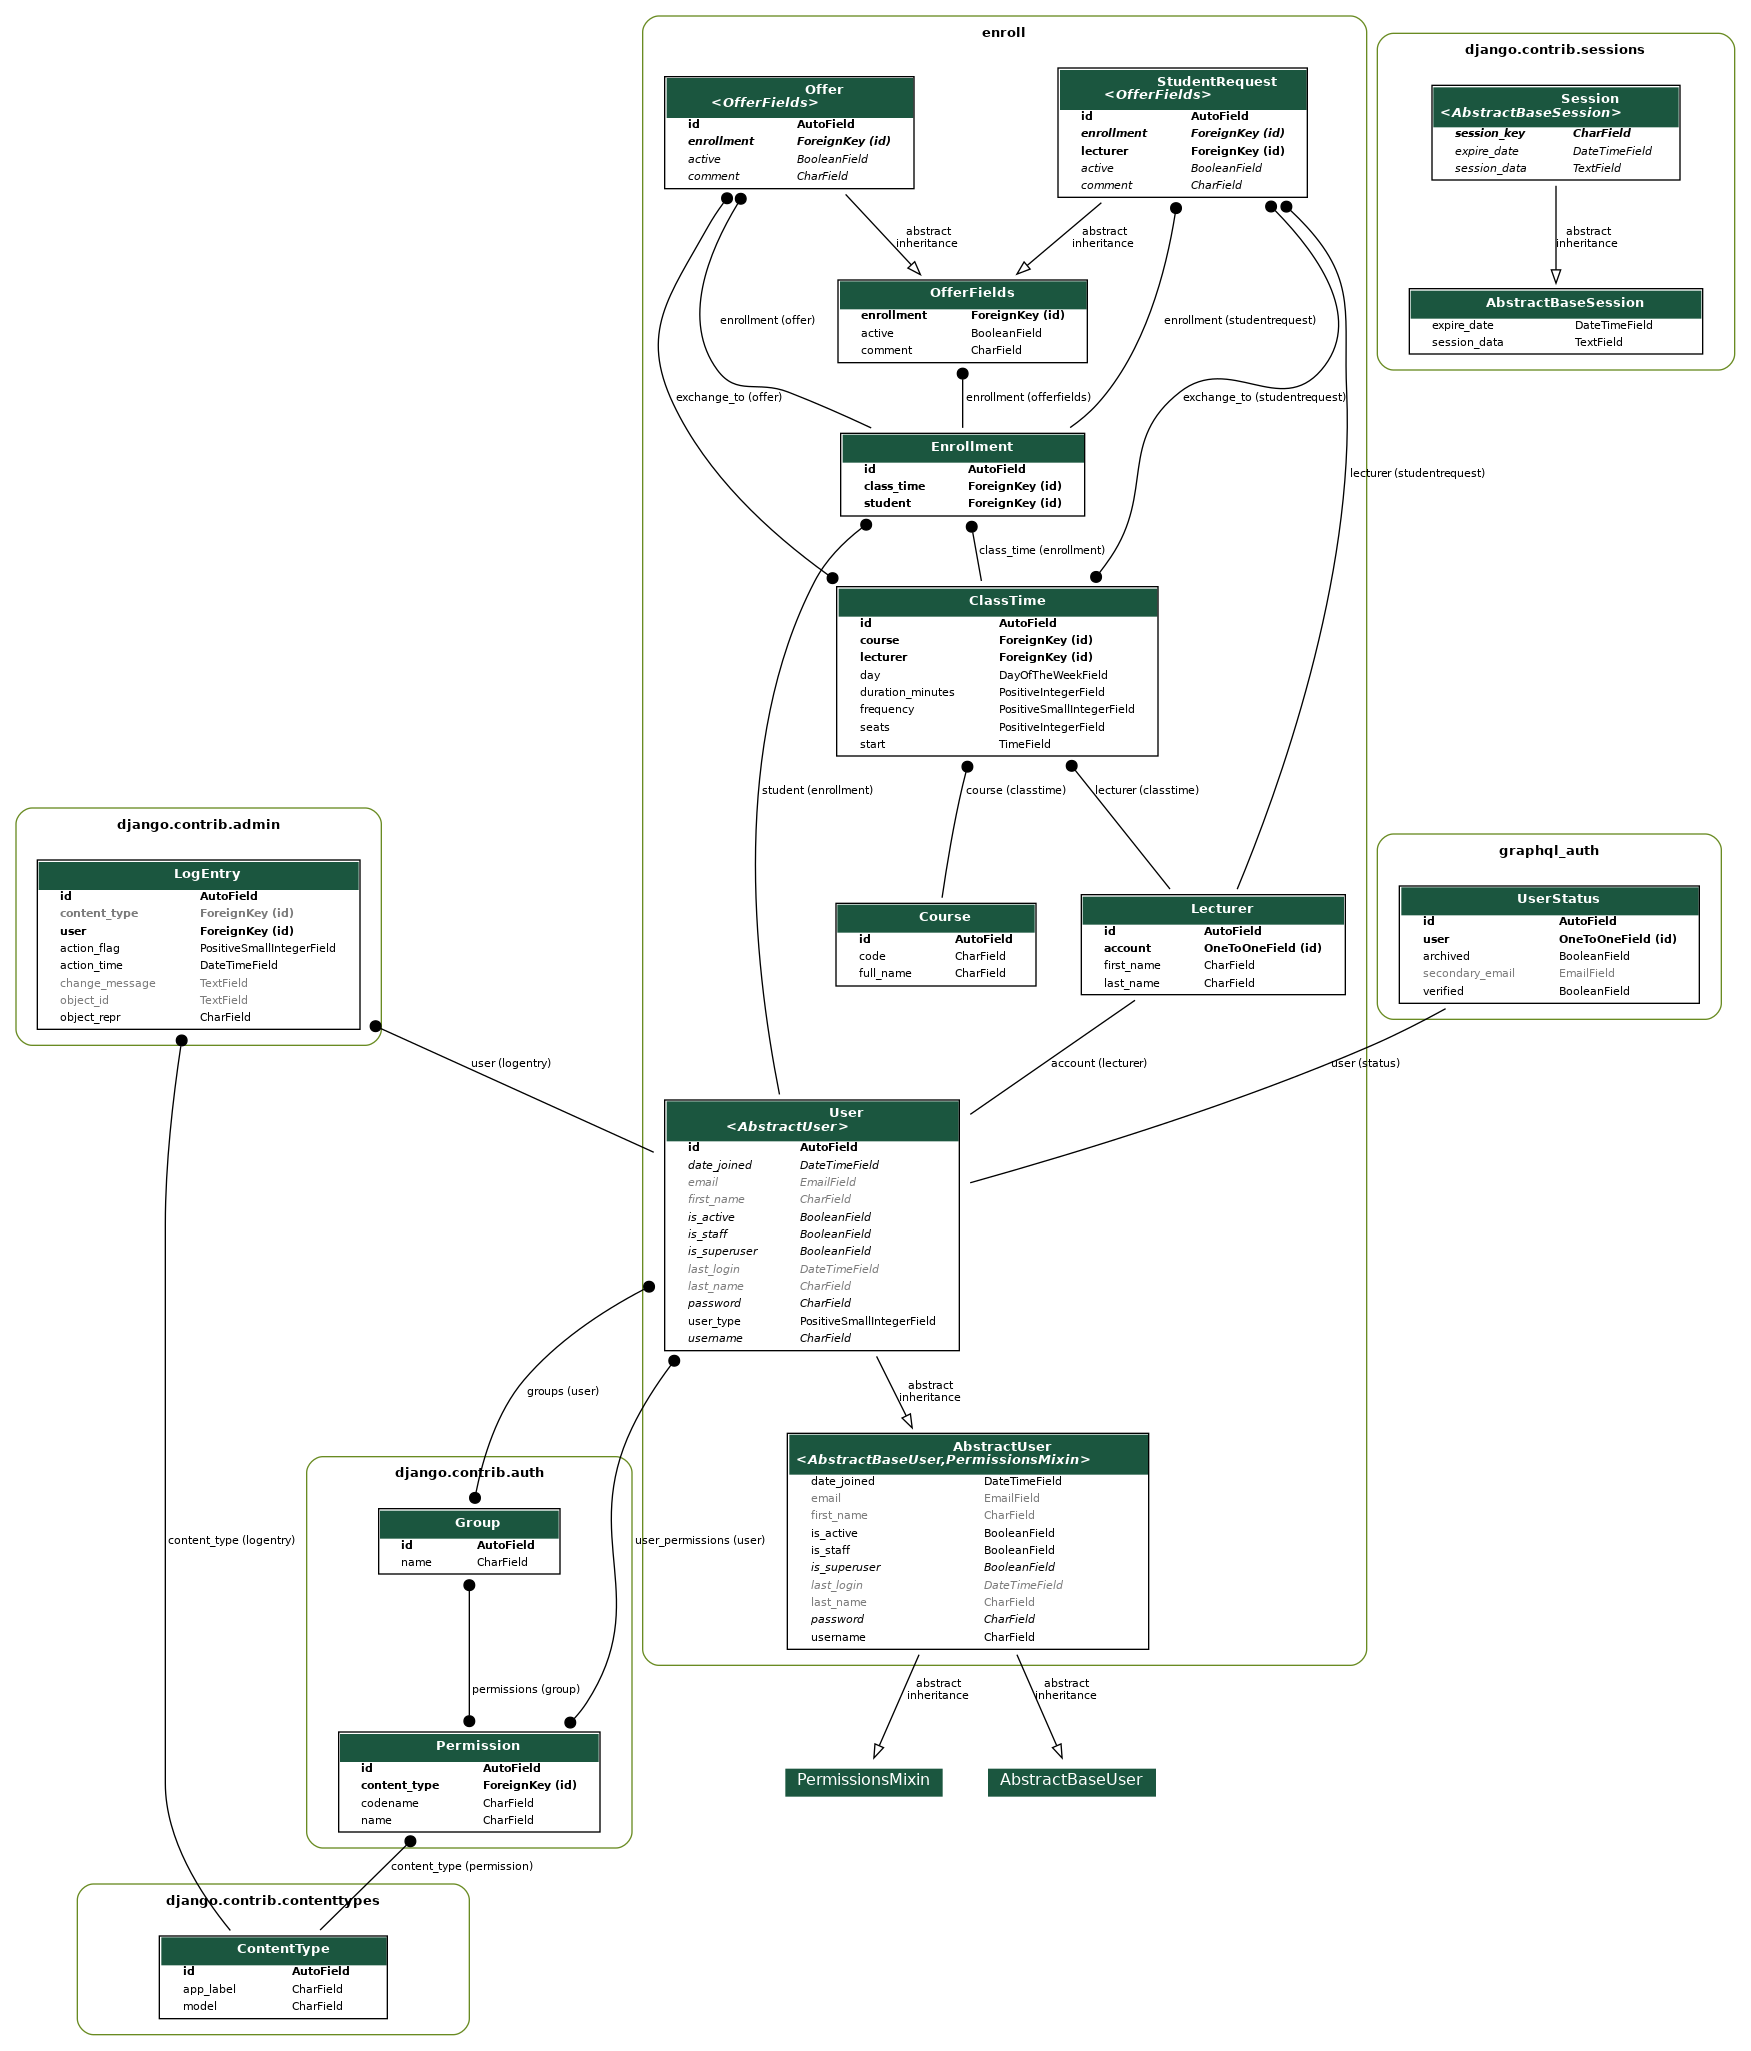 enroll
Offer
<OfferFields>
id AutoField
enrollment ForeignKey (id)
active BooleanField
comment CharField
StudentRequest
<OfferFields>
id AutoField
enrollment ForeignKey (id)
lecturer ForeignKey (id)
active BooleanField
comment CharField
django.contrib.sessions
Session
<AbstractBaseSession>
session_key CharField
expire_date DateTimeField
session_data TextField
abstract
inheritance
abstract
inheritance
abstract
inheritance
OfferFields
enrollment ForeignKey (id)
active BooleanField
comment CharField
AbstractBaseSession
expire_date DateTimeField
session_data TextField
enrollment (offer)
enrollment (studentrequest)
exchange_to (offer)
enrollment (offerfields)
exchange_to (studentrequest)
Enrollment
id AutoField
class_time ForeignKey (id)
student ForeignKey (id)
lecturer (studentrequest)
class_time (enrollment)
ClassTime
id AutoField
course ForeignKey (id)
lecturer ForeignKey (id)
day DayOfTheWeekField
duration_minutes PositiveIntegerField
frequency PositiveSmallIntegerField
seats PositiveIntegerField
start TimeField
student (enrollment)
course (classtime)
lecturer (classtime)
django.contrib.admin
LogEntry
id AutoField
content_type ForeignKey (id)
user ForeignKey (id)
action_flag PositiveSmallIntegerField
action_time DateTimeField
change_message TextField
object_id TextField
object_repr CharField
Course
id AutoField
code CharField
full_name CharField
Lecturer
id AutoField
account OneToOneField (id)
first_name CharField
last_name CharField
graphql_auth
UserStatus
id AutoField
user OneToOneField (id)
archived BooleanField
secondary_email EmailField
verified BooleanField
user (logentry)
account (lecturer)
user (status)
User
<AbstractUser>
id AutoField
date_joined DateTimeField
email EmailField
first_name CharField
is_active BooleanField
is_staff BooleanField
is_superuser BooleanField
last_login DateTimeField
last_name CharField
password CharField
user_type PositiveSmallIntegerField
username CharField
groups (user)
abstract
inheritance
AbstractUser
<AbstractBaseUser,PermissionsMixin>
date_joined DateTimeField
email EmailField
first_name CharField
is_active BooleanField
is_staff BooleanField
is_superuser BooleanField
last_login DateTimeField
last_name CharField
password CharField
username CharField
django.contrib.auth
Group
id AutoField
name CharField
content_type (logentry)
user_permissions (user)
permissions (group)
abstract
inheritance
abstract
inheritance
Permission
id AutoField
content_type ForeignKey (id)
codename CharField
name CharField
PermissionsMixin
AbstractBaseUser
content_type (permission)
django.contrib.contenttypes
ContentType
id AutoField
app_label CharField
model CharField